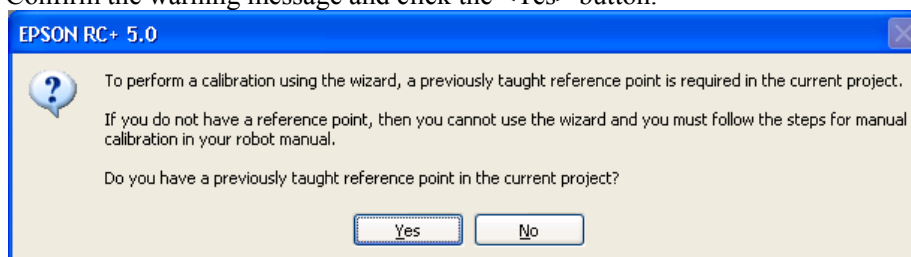 Confirm the warning message and click the <Yes> button.
EPSON RC+ 5.0
To perform a calibration using the wizard, a previously taught reference point is required in the current project.
If you do not have a reference point, then you cannot use the wizard and you must follow the steps for manual
calibration in your robot manual.
Do you have a previously taught reference point in the current project?
Yes
No